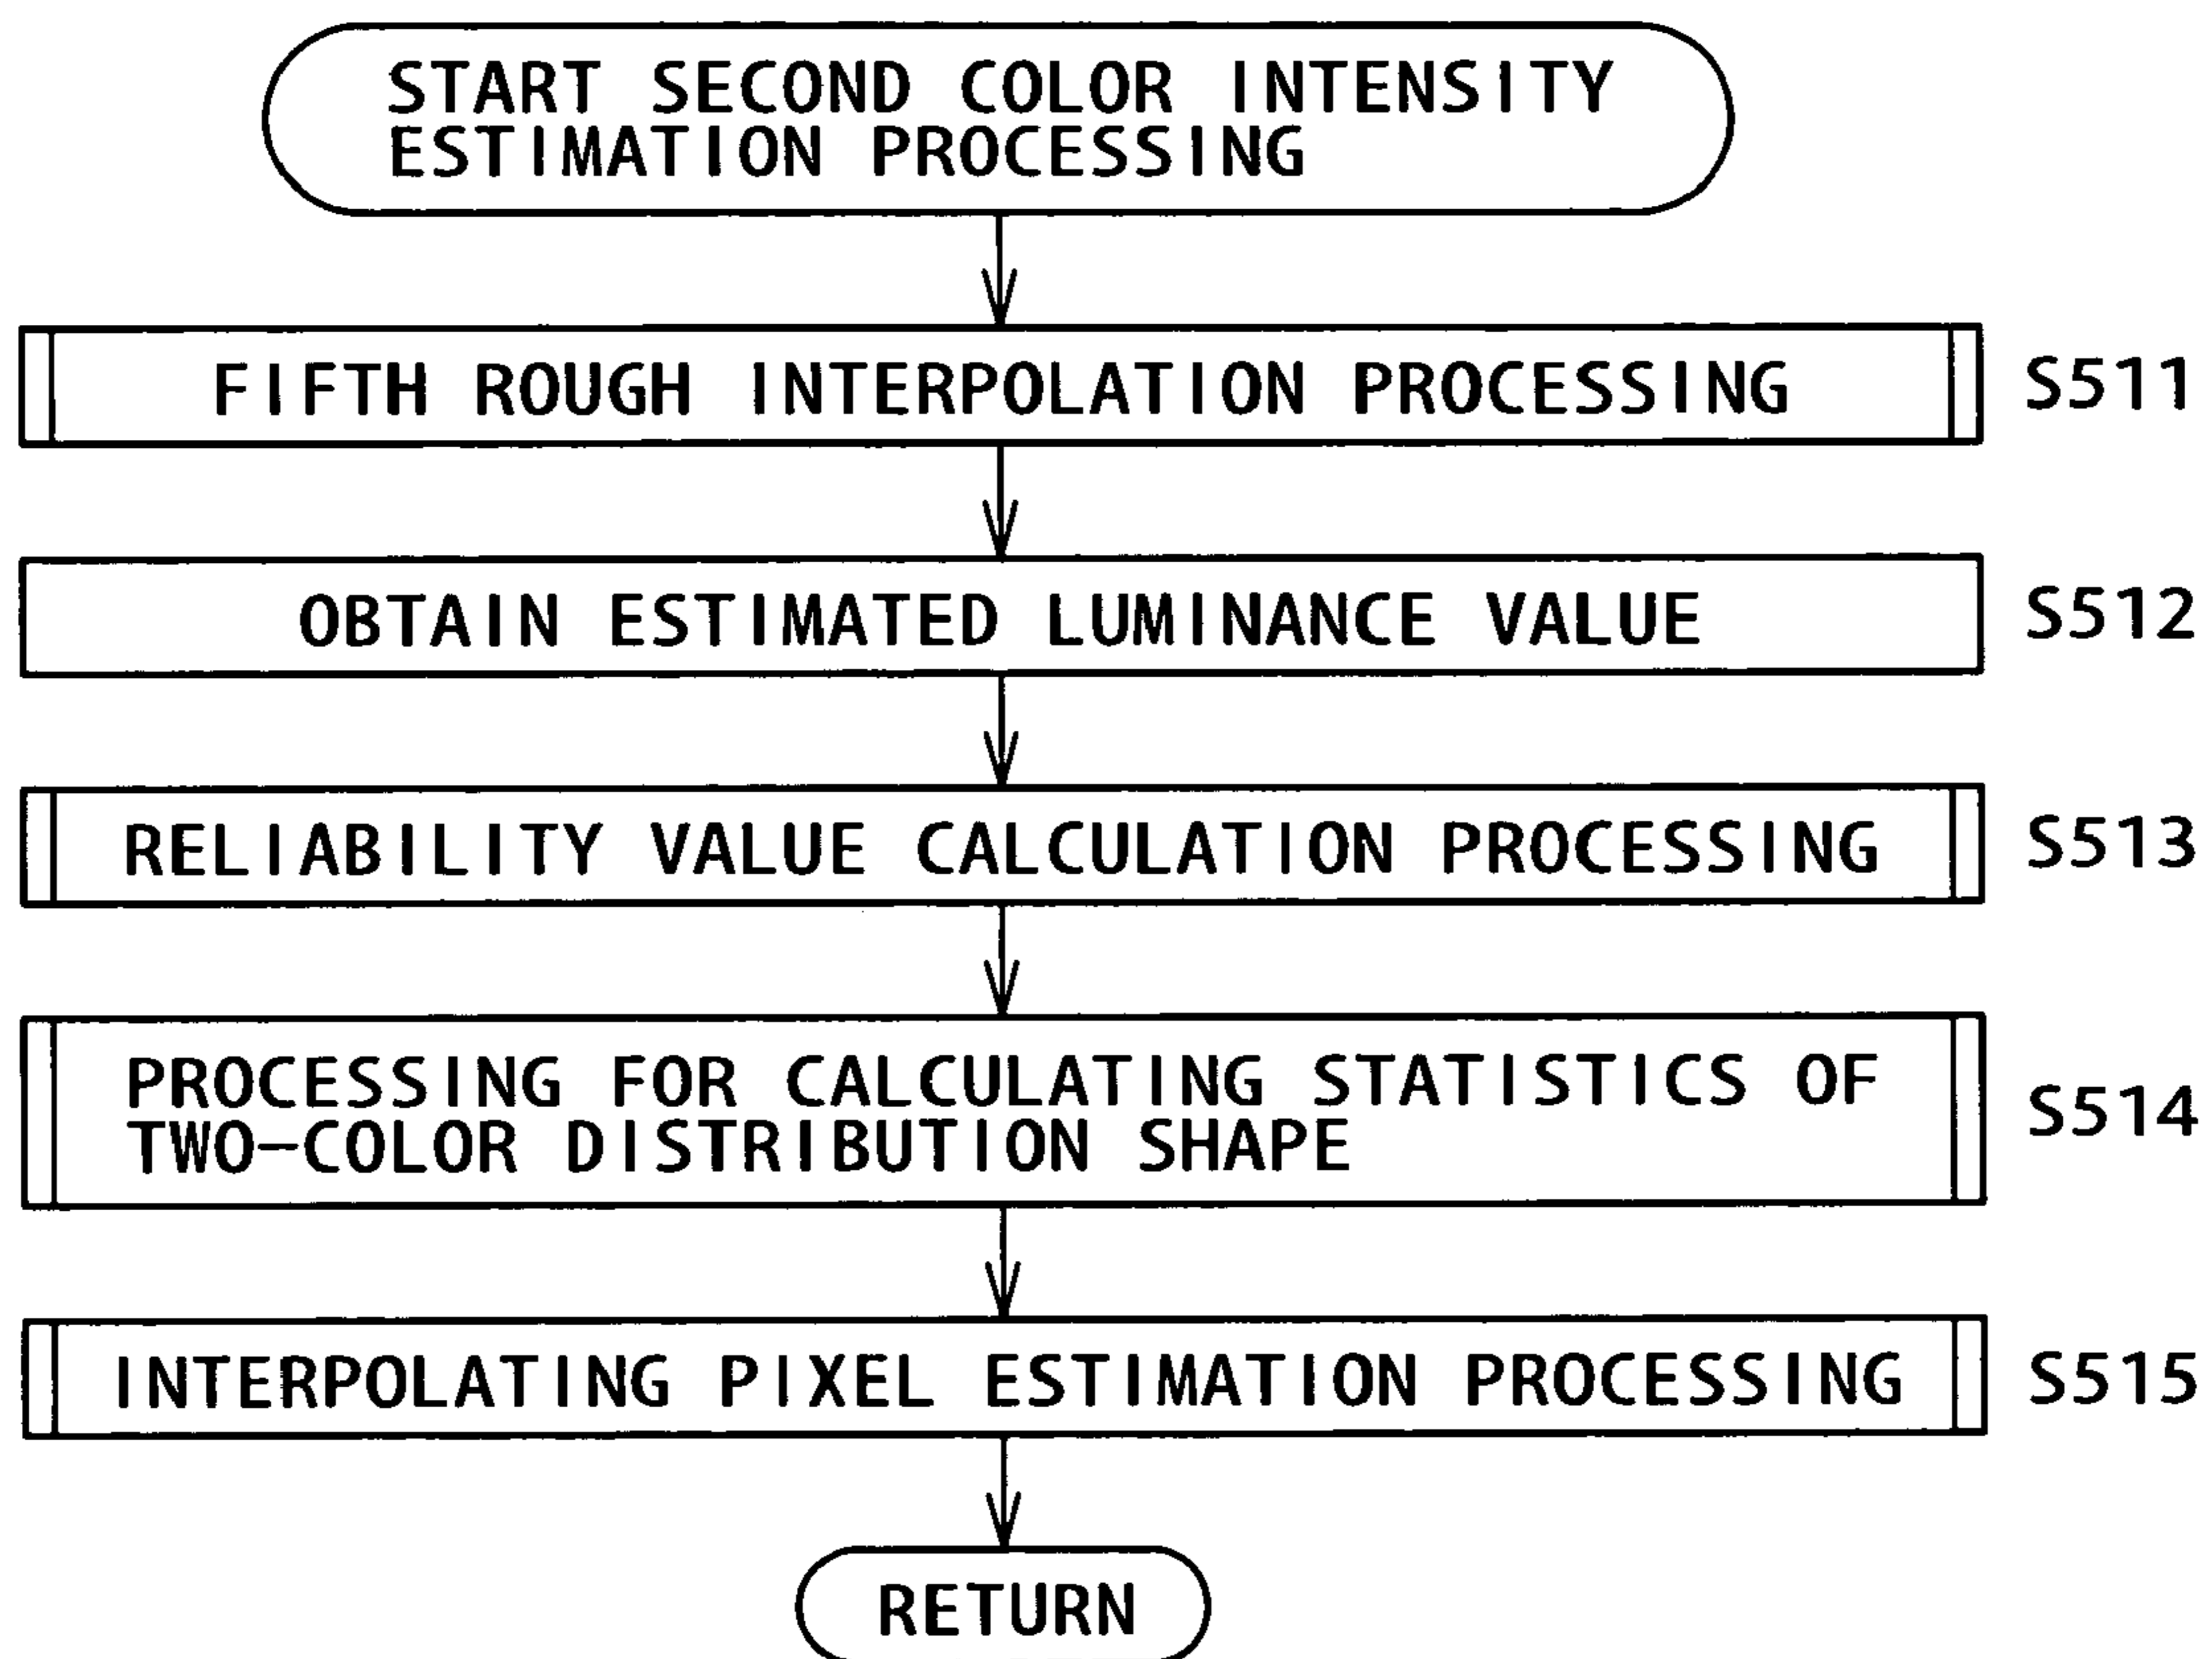 START SECOND COLOR INTENSITY
ESTIMATION PROCESSING
FIFTH ROUGH INTERPOLATION PROCESSING
S511
OBTAIN ESTIMATED LUMINANCE VALUE
S512
RELIABILITY VALUE CALCULATION PROCESSING
S513
PROCESSING FOR CALCULATING STATISTICS OF
TWO-COLOR DISTRIBUTION SHAPE
S514
INTERPOLATING PIXEL ESTIMATION PROCESSING
S515
RETURN